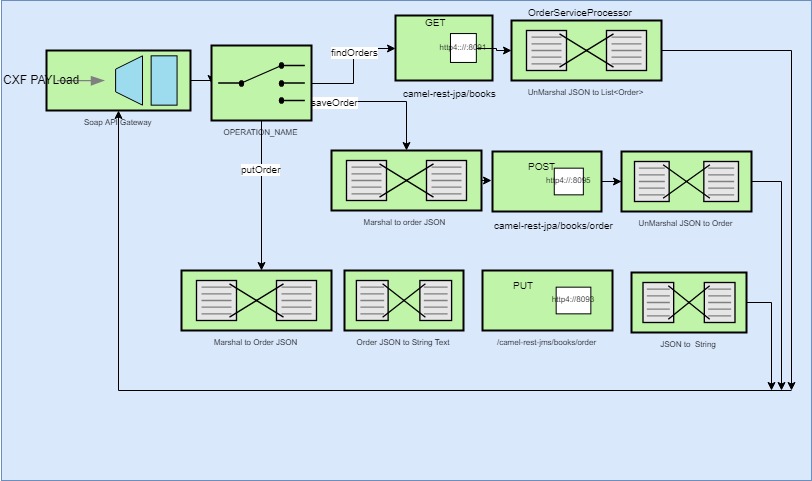 OrderServiceProcessor
GET
http4:://:8091
findOrders
CXF PAYLoad
camel-rest-jpa/books
UnMarshal JSON to List<Order>
saveOrder
Soap API Gateway
OPERATION_NAME
putOrder
POST
http4://:8095
Marshal to order JSON
camel-rest-jpa/books/order
UnMarshal JSON to Order
PUT
http4://8093
Marshal to Order JSON
Order JSON to String Text
/camel-rest-jms/books/order
JSON to  String